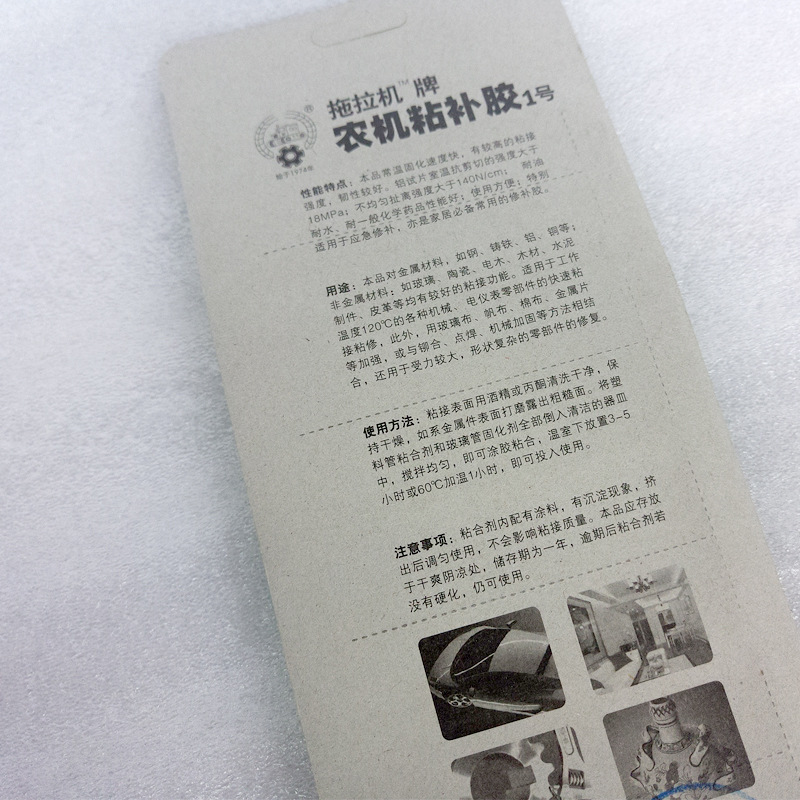 拖拉机™牌
农机粘补胶1号
®
始于1974年
性能特点：本品常温固化速度快，有较高的粘接
强度，韧性较好。铝试片室温抗剪切的强度大于
18MPa；不均匀扯离强度大于140N/cm； 耐油
耐水、耐一般化学药品性能好；使用方便；特别
适用于应急修补，亦是家居必备常用的修补胶。
用途：本品对金属材料，如钢、铸铁、铝、铜等；
非金属材料：如玻璃、陶瓷、电木、木材、水泥
制件、皮革等均有较好的粘接功能。适用于工作
温度120℃的各种机械、电仪表零部件的快速粘
接粘修，此外，用玻璃布、帆布、棉布、金属片
等加强，或与铆合、点焊、机械加固等方法相结
合，还用于受力较大，形状复杂的零部件的修复。
使用方法：粘接表面用酒精或丙酮清洗干净，保
持干燥，如系金属件表面打磨露出粗糙面。将塑
料管粘合剂和玻璃管固化剂全部倒入清洁的器皿
中，搅拌均匀，即可涂胶粘合，温室下放置3-5
小时或60℃加温1小时，即可投入使用。
注意事项：粘合剂内配有涂料，有沉淀现象，挤
出后调匀使用，不会影响粘接质量。本品应存放
于干爽阴凉处，储存期为一年，逾期后粘合剂若
没有硬化，仍可使用。